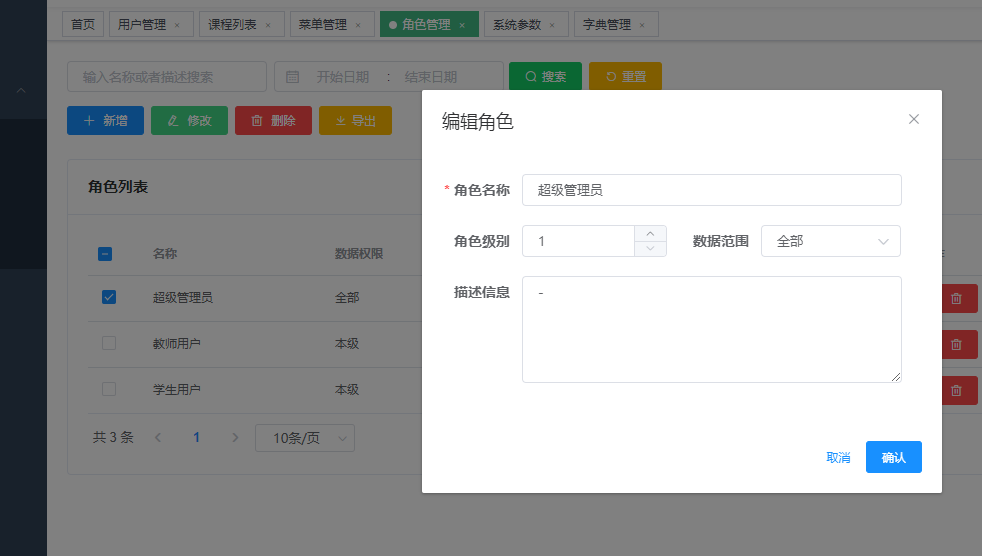 首页 用户管理 × 课程列表 × 菜单管理 × 角色管理 × 系统参数 × 字典管理 ×
输入名称或者描述搜索 开始日期 : 结束日期 搜索 重置
新增 修改 删除 导出
编辑角色
角色列表
* 角色名称 超级管理员
角色级别 1 数据范围 全部
描述信息 -
名称 数据权限
超级管理员 全部
教师用户 本级
学生用户 本级
共 3 条 1 10条/页
取消 确认